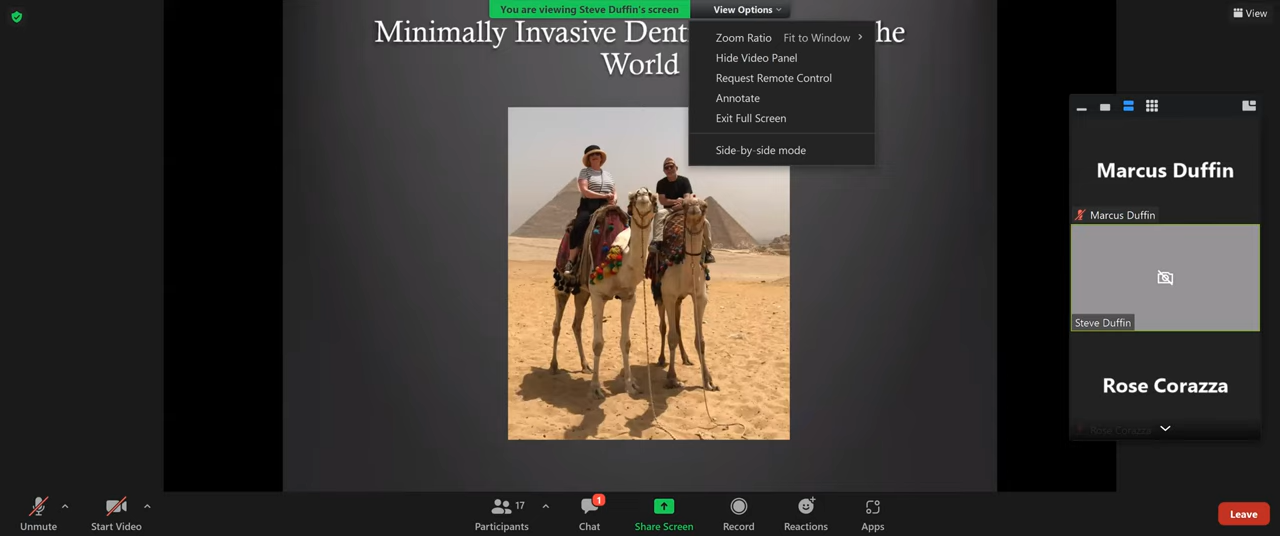 You are viewing Steve Duffin's screen
View Options
View
Minimally Invasive Dent
he
World
Zoom Ratio Fit to Window
Hide Video Panel
Request Remote Control
Annotate
Exit Full Screen
Side-by-side mode
Marcus Duffin
Marcus Duffin
Steve Duffin
Rose Corazza
Rose Corazza
Unmute
Start Video
Participants
17
Chat
1
Share Screen
Record
Reactions
Apps
Leave